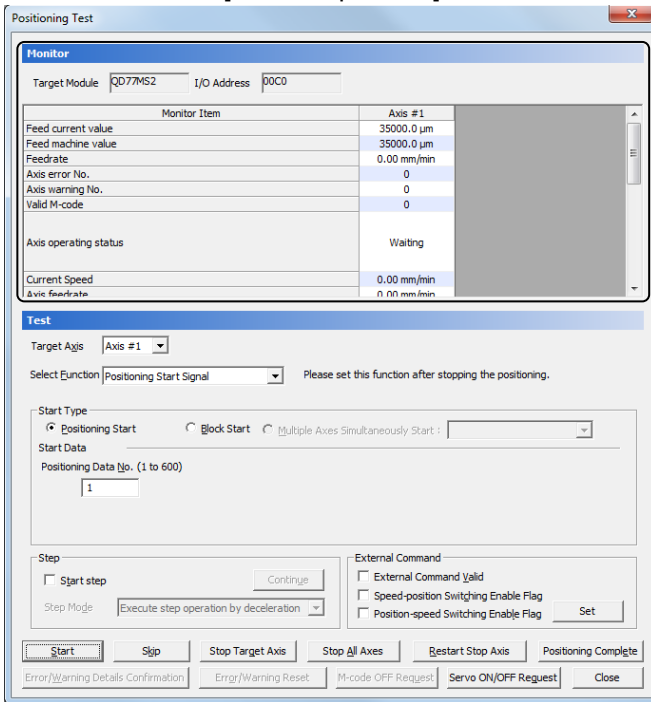 Positioning Test
Monitor
Target Module QD77MS2 I/O Address 00C0
Monitor Item Axis #1
Feed current value 35000.0 µm
Feed machine value 35000.0 µm
Feedrate 0.00 mm/min
Axis error No. 0
Axis warning No. 0
Valid M-code 0
Axis operating status Waiting
Current Speed 0.00 mm/min
Axis feedrate 0.00 mm/min
Test
Target Axis Axis #1
Select Function Positioning Start Signal Please set this function after stopping the positioning.
Start Type
Positioning Start Block Start Multiple Axes Simultaneously Start :
Start Data
Positioning Data No. (1 to 600)
1
Step
Start step Continue
Step Mode Execute step operation by deceleration
External Command
External Command Valid
Speed-position Switching Enable Flag
Position-speed Switching Enable Flag Set
Start Skip Stop Target Axis Stop All Axes Restart Stop Axis Positioning Complete
Error/Warning Details Confirmation Error/Warning Reset M-code OFF Request Servo ON/OFF Request Close